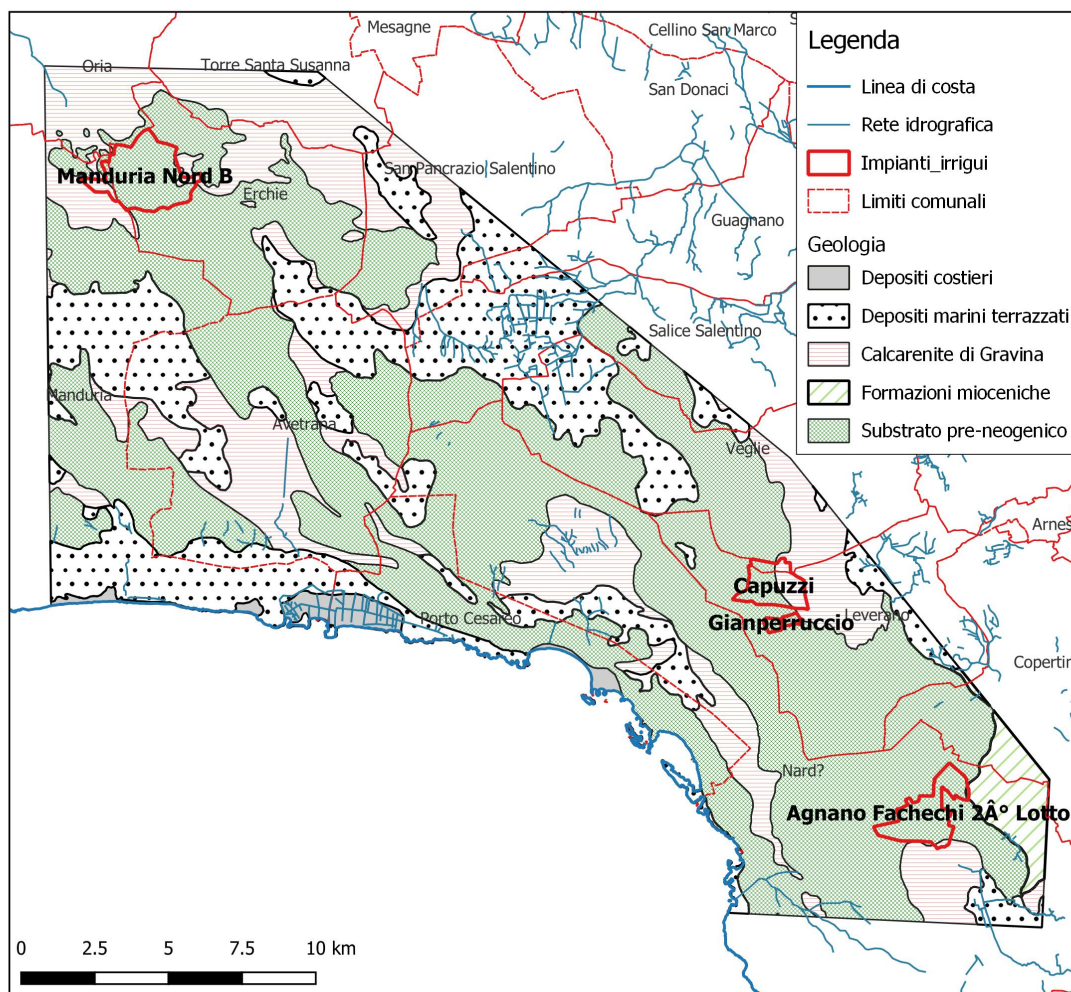 Mesagne
Cellino San Marco
S
Oria
Torre Santa Susanna
San Donaci
Manduria Nord B
San Pancrazio Salentino
Erchie
Guagnano
Salice Salentino
Manduria
Avetrana
Veglie
Arnes
Capuzzi
Leverano
Gianperruccio
Porto Cesareo
Copertin
Nard?
Agnano Fachechi 2Â° Lotto
Legenda
Linea di costa
Rete idrografica
Impianti_irrigui
Limiti comunali
Geologia
Depositi costieri
Depositi marini terrazzati
Calcarenite di Gravina
Formazioni mioceniche
Substrato pre-neogenico
0 2.5 5 7.5 10 km